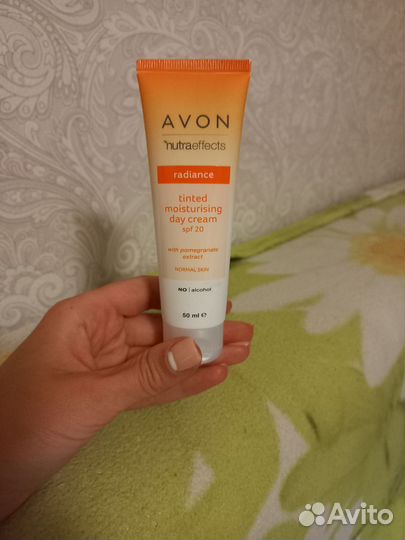 AVON
nutraeffects
radiance
tinted
moisturising
day cream
spf 20
with pomegranate
extract
NORMAL SKIN
NO | alcohol
50 ml ℮
Avito